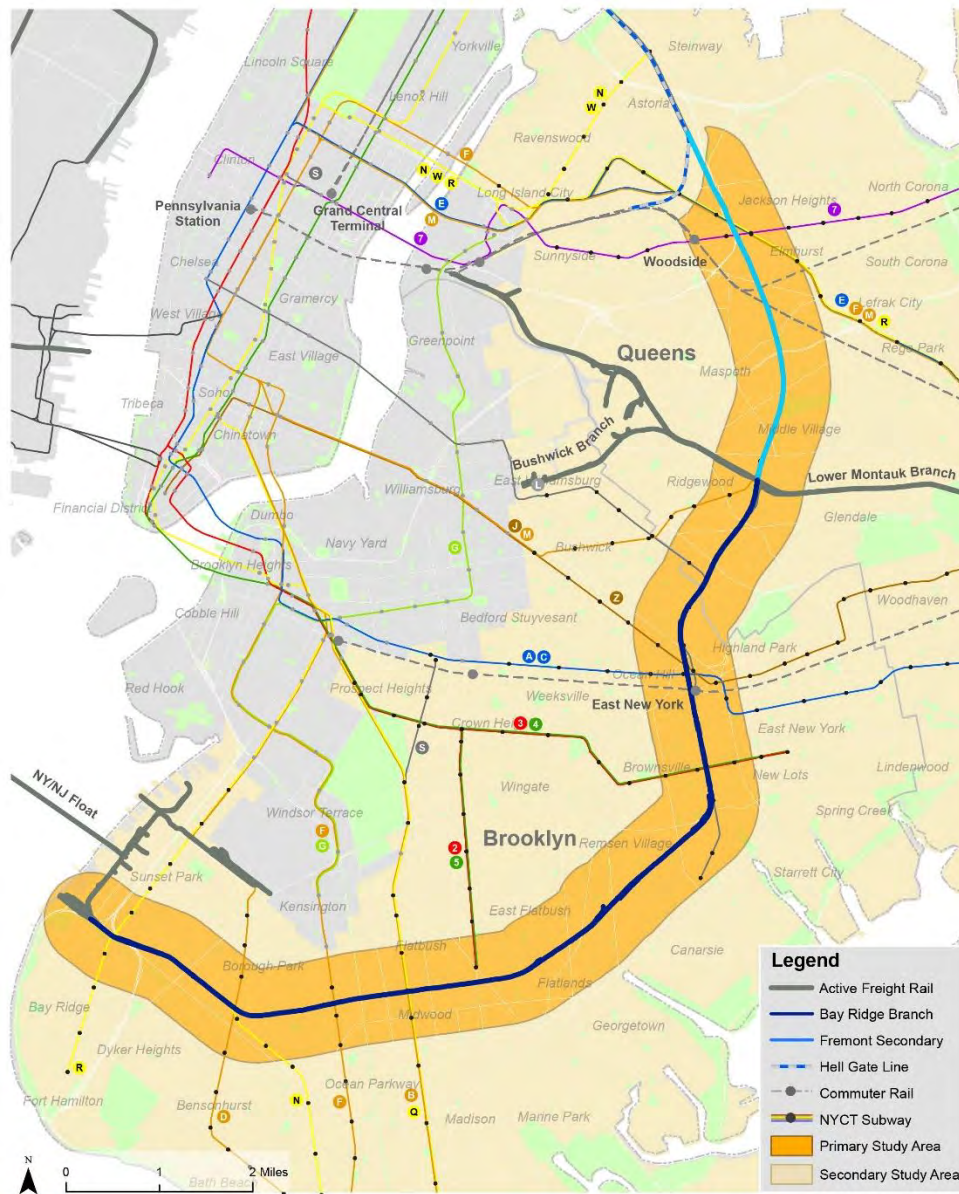 Steinway
Yorkville
Lincoln Square
Lenox Hill
Astoria
N
W
Ravenswood
F
Clinton
S
N
W
R
Long Island City
North Corona
Jackson Heights
7
Pennsylvania
Station
Grand Central
Terminal
E
M
7
Sunnyside
Woodside
Elmhurst
South Corona
Chelsea
Gramercy
West Village
Greenpoint
E
F
M
R
Lefrak City
Rego Park
East Village
Queens
Maspeth
Soho
Tribeca
Chinatown
Middle Village
Bushwick Branch
L
East Williamsburg
Ridgewood
Lower Montauk Branch
Williamsburg
Financial District
Dumbo
Glendale
Navy Yard
J
M
Bushwick
G
Brooklyn Heights
Z
Cobble Hill
Bedford Stuyvesant
Woodhaven
Highland Park
A
C
Ocean Hill
Red Hook
Prospect Heights
Weeksville
East New York
East New York
Crown Heights
3
4
S
Brownsville
New Lots
Lindenwood
NY/NJ Float
Wingate
Spring Creek
Windsor Terrace
F
G
Brooklyn
2
5
Remsen Village
Sunset Park
Starrett City
Kensington
East Flatbush
Flatbush
Canarsie
Borough Park
Flatlands
Bay Ridge
Midwood
Georgetown
Dyker Heights
R
Ocean Parkway
Fort Hamilton
Bensonhurst
D
N
F
B
Q
Madison
Marine Park
Bath Beach
N
0
1
2 Miles
Legend
Active Freight Rail
Bay Ridge Branch
Fremont Secondary
Hell Gate Line
Commuter Rail
NYCT Subway
Primary Study Area
Secondary Study Area